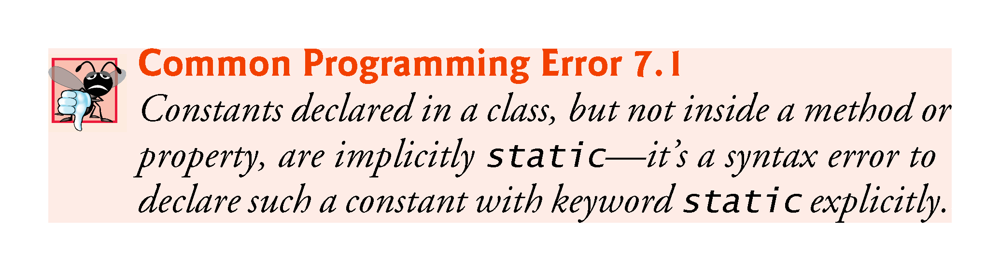 Common Programming Error 7.1
Constants declared in a class, but not inside a method or
property, are implicitly static—it’s a syntax error to
declare such a constant with keyword static explicitly.